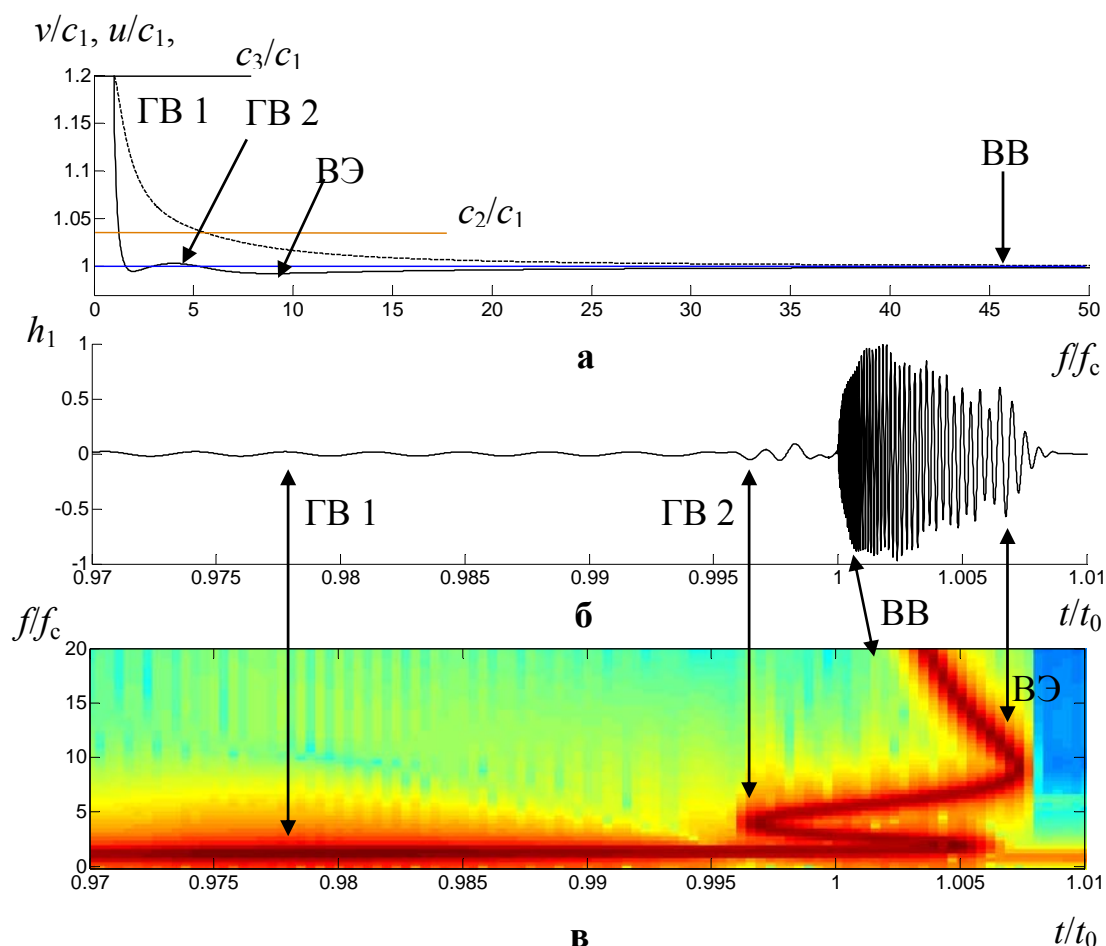 v/c₁, u/c₁,
c₃/c₁
1.2
ГВ 1
ГВ 2
1.15
1.1
ВЭ
ВВ
1.05
c₂/c₁
1
0 5 10 15 20 25 30 35 40 45 50
h₁
а
f/f_c
1
0.5
0
-0.5
-1
ГВ 1
ГВ 2
0.97 0.975 0.98 0.985 0.99 0.995 1 1.005 1.01
б
t/t₀
ВВ
f/f_c
20
15
10
5
0
ВЭ
0.97 0.975 0.98 0.985 0.99 0.995 1 1.005 1.01
в
t/t₀